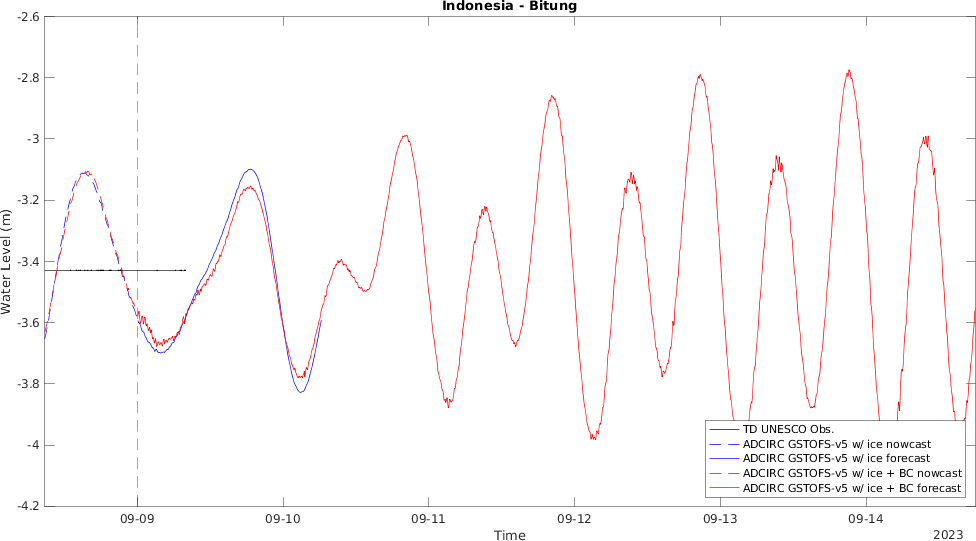 Indonesia - Bitung
-2.6
-2.8
-3
-3.2
-3.4
-3.6
-3.8
-4
-4.2
Water Level (m)
TD UNESCO Obs.
ADCIRC GSTOFS-v5 w/ ice nowcast
ADCIRC GSTOFS-v5 w/ ice forecast
ADCIRC GSTOFS-v5 w/ ice + BC nowcast
ADCIRC GSTOFS-v5 w/ ice + BC forecast
09-09 09-10 09-11 09-12 09-13 09-14
Time
2023